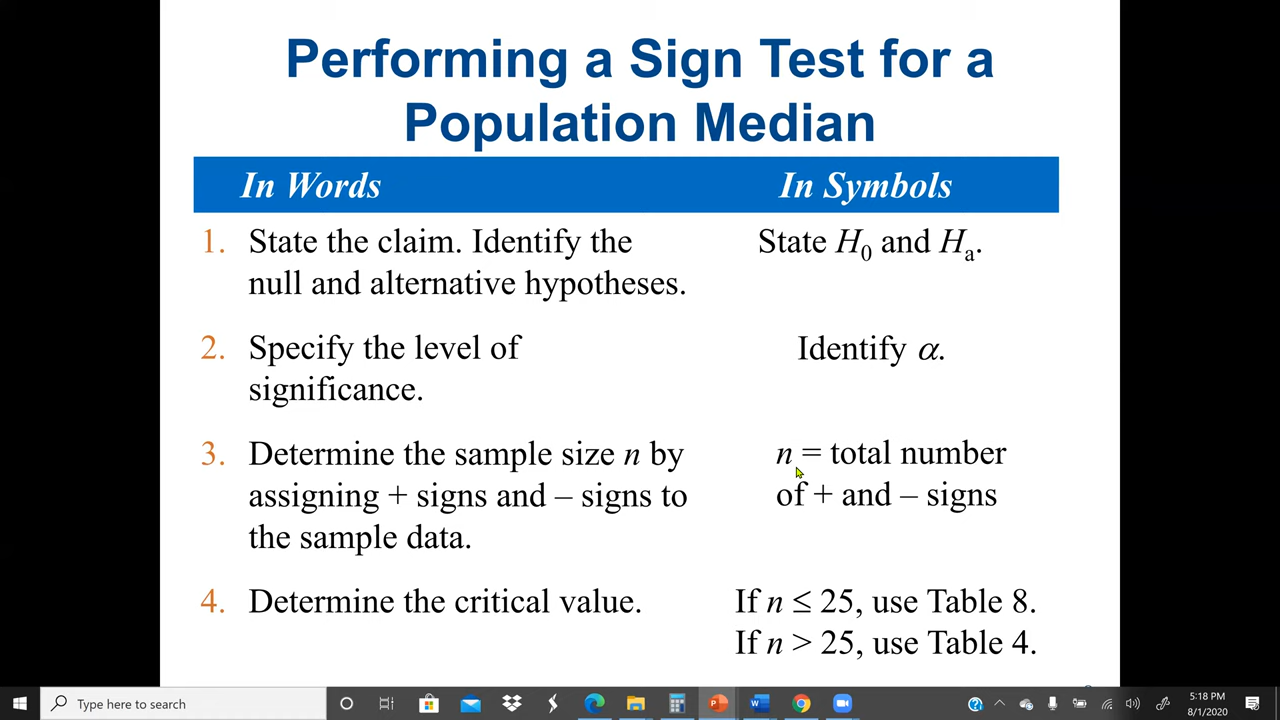 Performing a Sign Test for a
Population Median
In Words In Symbols
1. State the claim. Identify the State H0 and Ha.
null and alternative hypotheses.
2. Specify the level of Identify α.
significance.
3. Determine the sample size n by n = total number
assigning + signs and – signs to of + and – signs
the sample data.
4. Determine the critical value. If n ≤ 25, use Table 8.
If n > 25, use Table 4.
Type here to search
5:18 PM
8/1/2020